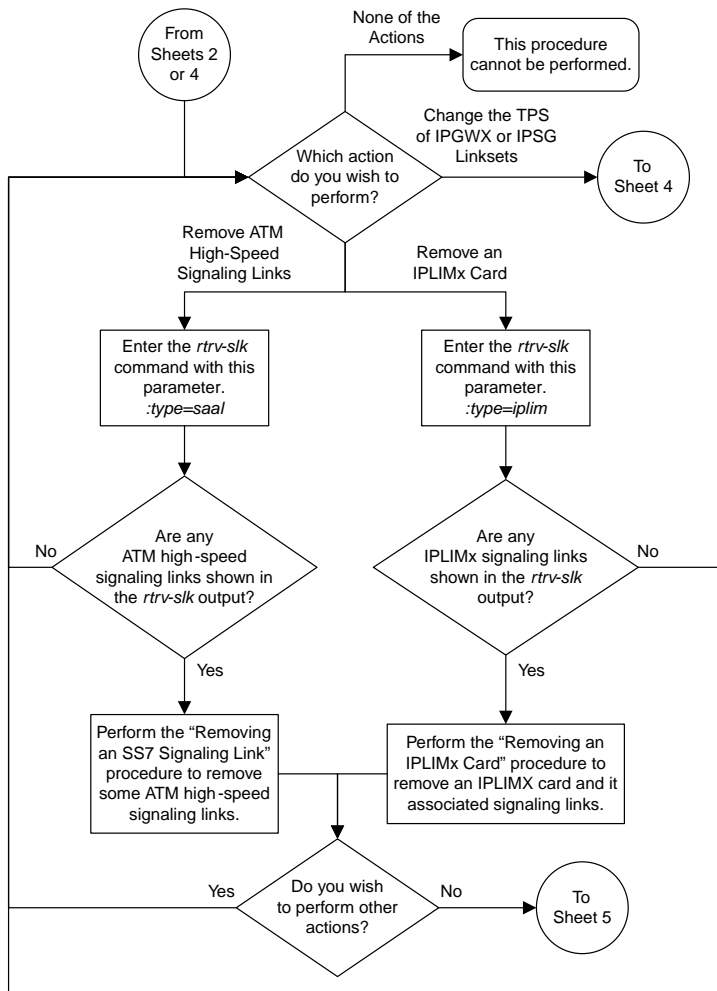 None of the
Actions
From
Sheets 2
or 4
This procedure
cannot be performed.
Change the TPS
of IPGWX or IPSG
Linksets
Which action
do you wish to
perform?
To
Sheet 4
Remove ATM
High-Speed
Signaling Links
Remove an
IPLIMx Card
Enter the rtrv-slk
command with this
parameter.
:type=saal
Enter the rtrv-slk
command with this
parameter.
:type=iplim
No
Are any
ATM high-speed
signaling links shown in
the rtrv-slk output?
Are any
IPLIMx signaling links
shown in the rtrv-slk
output?
No
Yes
Yes
Perform the “Removing
an SS7 Signaling Link”
procedure to remove
some ATM high-speed
signaling links.
Perform the “Removing an
IPLIMx Card” procedure to
remove an IPLIMX card and it
associated signaling links.
Yes
Do you wish
to perform other
actions?
No
To
Sheet 5